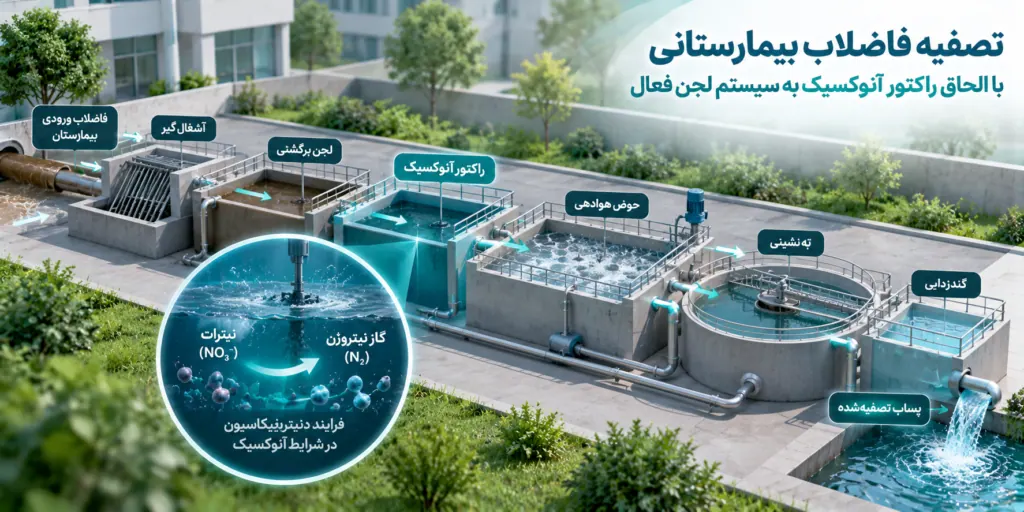 تصفیه فاضلاب بیمارستانی
با الحاق راکتور آنوکسیک به سیستم لجن فعال
فاضلاب ورودی
بیمارستان
آشغال گیر
لجن برگشتی
راکتور آنوکسیک
حوض هوادهی
ته نشینی
گندزدایی
پساب تصفیه‌شده
نیترات
(NO₃⁻)
گاز نیتروژن
(N₂)
فرایند دنیتریفیکاسیون
در شرایط آنوکسیک